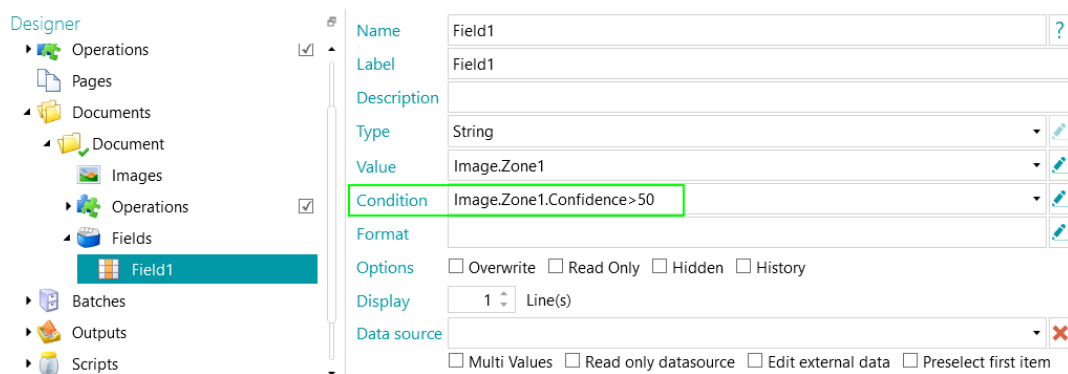 Designer
Operations
Pages
Documents
Document
Images
Operations
Fields
Field1
Batches
Outputs
Scripts
Name Field1 ?
Label Field1
Description
Type String
Value Image.Zone1
Condition Image.Zone1.Confidence>50
Format
Options Overwrite Read Only Hidden History
Display 1 Line(s)
Data source
Multi Values Read only datasource Edit external data Preselect first item